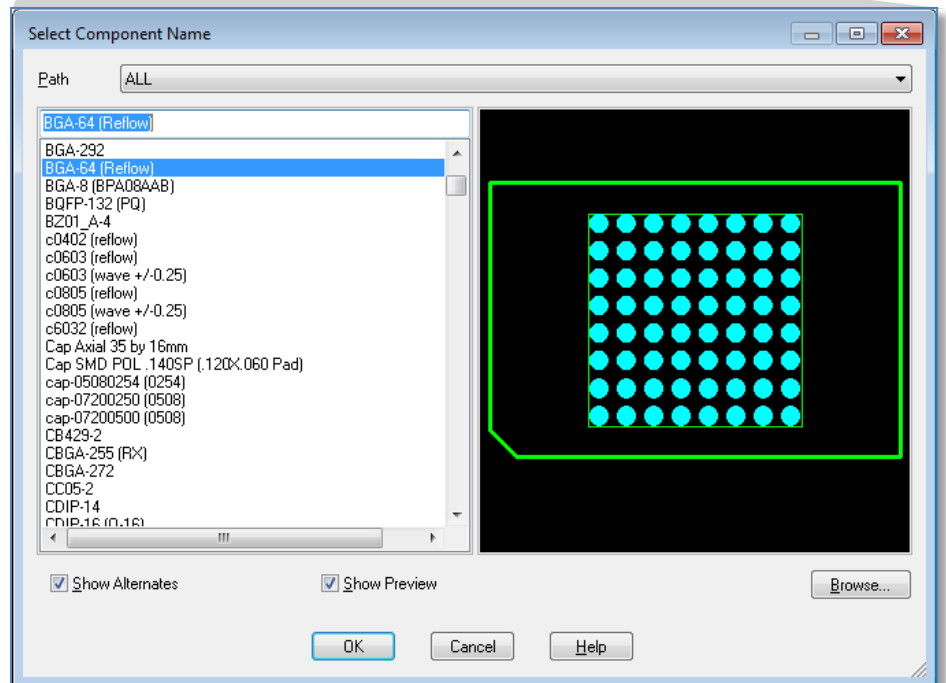 Select Component Name
Path ALL
BGA-64 (Reflow)
BGA-292
BGA-64 (Reflow)
BGA-8 (BPA08AAB)
BQFP-132 (PQ)
BZ01_A-4
c0402 (reflow)
c0603 (reflow)
c0603 (wave +/-0.25)
c0805 (reflow)
c0805 (wave +/-0.25)
c6032 (reflow)
Cap Axial 35 by 16mm
Cap SMD POL .140SP (.120X.060 Pad)
cap-05080254 (0254)
cap-07200250 (0508)
cap-07200500 (0508)
CB429-2
CBGA-255 (RX)
CBGA-272
CC05-2
CDIP-14
CDIP-16 (Q-16)
Show Alternates Show Preview Browse...
OK Cancel Help